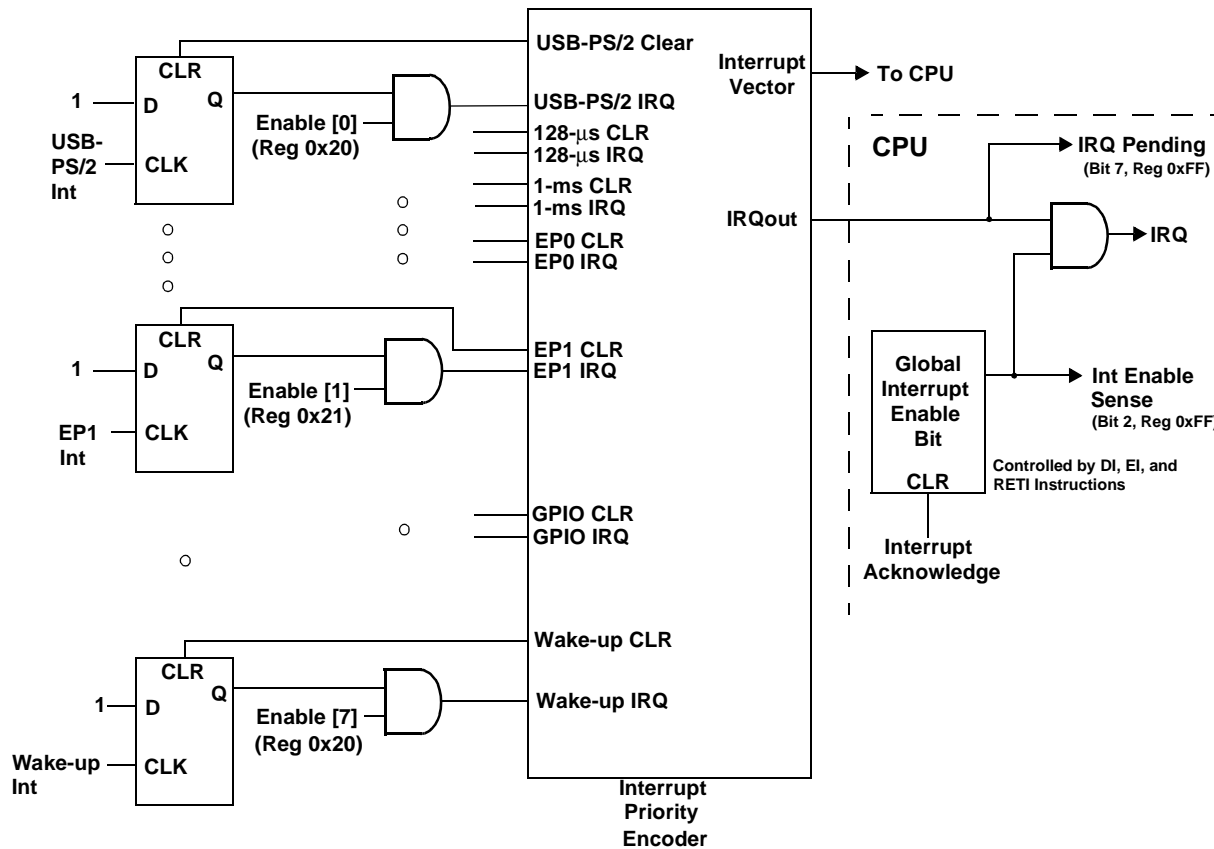 CLR
1
D
Q
USB-
PS/2
Int
CLK
Enable [0]
(Reg 0x20)
USB-PS/2 Clear
USB-PS/2 IRQ
128-μs CLR
128-μs IRQ
1-ms CLR
1-ms IRQ
EP0 CLR
EP0 IRQ
CLR
1
D
Q
EP1
Int
CLK
Enable [1]
(Reg 0x21)
EP1 CLR
EP1 IRQ
GPIO CLR
GPIO IRQ
CLR
1
D
Q
Wake-up
Int
CLK
Enable [7]
(Reg 0x20)
Wake-up CLR
Wake-up IRQ
Interrupt
Priority
Encoder
Interrupt
Vector
To CPU
CPU
IRQ Pending
(Bit 7, Reg 0xFF)
IRQout
IRQ
Global
Interrupt
Enable
Bit
CLR
Int Enable
Sense
(Bit 2, Reg 0xFF)
Controlled by DI, EI, and
RETI Instructions
Interrupt
Acknowledge